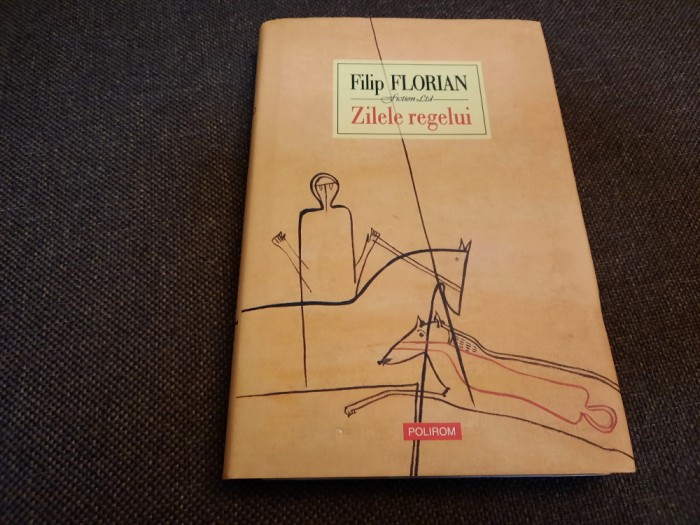 Filip FLORIAN
Fiction Ltd
Zilele regelui
POLIROM